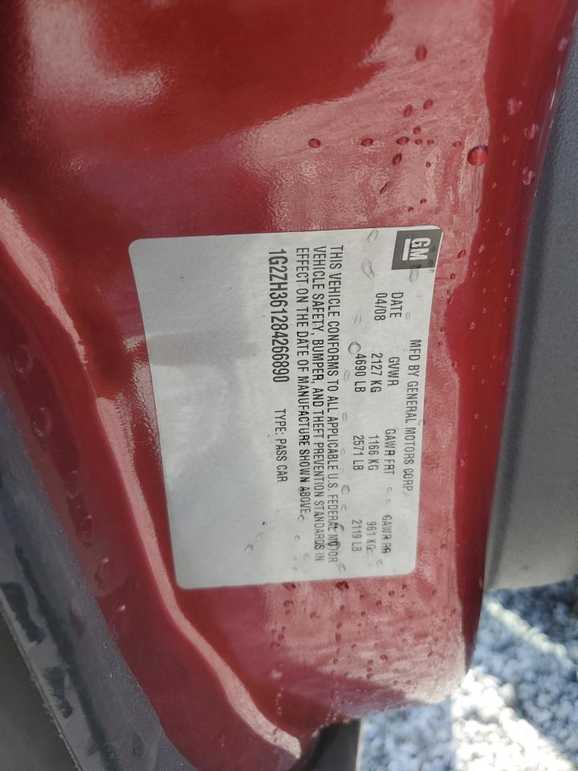 GM
MFD BY GENERAL MOTORS CORP
DATE GVWR GAWR FRT GAWR RR
04/08 2127 KG 1166 KG 961 KG
4690 LB 2571 LB 2119 LB
THIS VEHICLE CONFORMS TO ALL APPLICABLE U.S. FEDERAL MOTOR
VEHICLE SAFETY, BUMPER, AND THEFT PREVENTION STANDARDS IN
EFFECT ON THE DATE OF MANUFACTURE SHOWN ABOVE.
1G2ZH361284266890 TYPE: PASS CAR